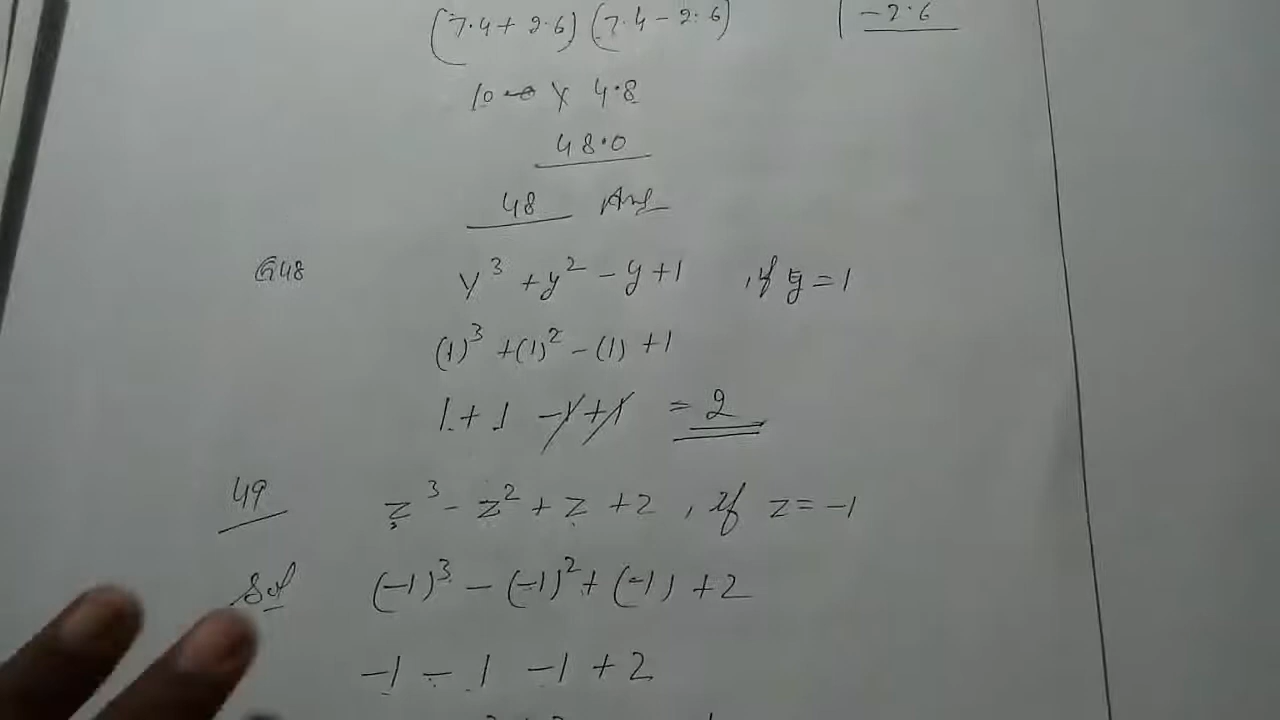 (7.4 + 2.6) (7.4 - 2.6)
- 2.6
10 × 4.8
48.0
48 Ans
Q48 y³ + y² - y + 1 , if y = 1
(1)³ + (1)² - (1) + 1
1 + 1 - 1 + 1 = 2
49 z³ - z² + z + 2 , if z = -1
Sol (-1)³ - (-1)² + (-1) + 2
-1 - 1 - 1 + 2